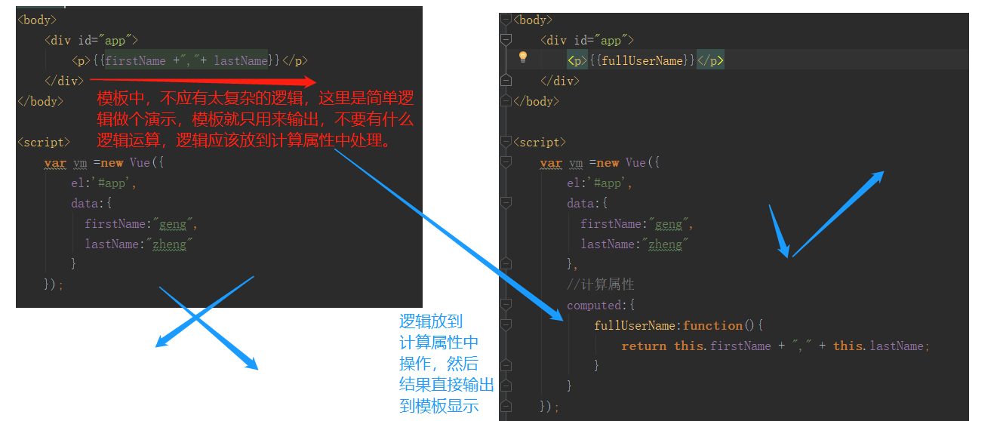 <body>
<div id="app">
<p>{{firstName +","+ lastName}}</p>
</div>
</body>
模板中，不应有太复杂的逻辑，这里是简单逻
辑做个演示，模板就只用来输出，不要有什么
逻辑运算，逻辑应该放到计算属性中处理。
<script>
var vm =new Vue({
el:'#app',
data:{
firstName:"geng",
lastName:"zheng"
}
});
逻辑放到
计算属性中
操作，然后
结果直接输出
到模板显示
<body>
<div id="app">
<p>{{fullUserName}}</p>
</div>
</body>
<script>
var vm =new Vue({
el:'#app',
data:{
firstName:"geng",
lastName:"zheng"
},
//计算属性
computed:{
fullUserName:function(){
return this.firstName + "," + this.lastName;
}
}
});